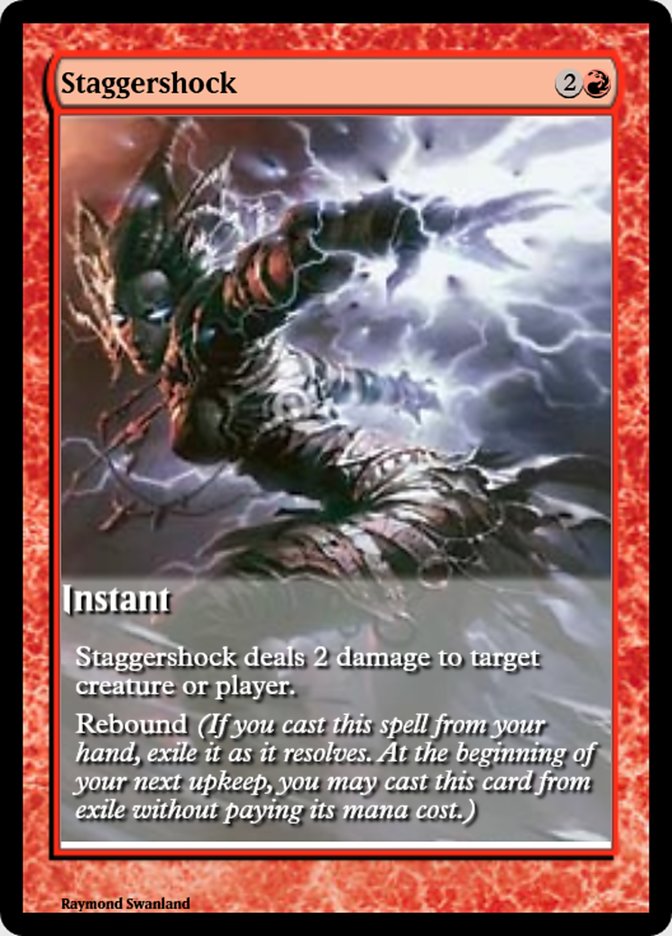 Staggershock
2
Instant
Staggershock deals 2 damage to target
creature or player.
Rebound (If you cast this spell from your
hand, exile it as it resolves. At the beginning of
your next upkeep, you may cast this card from
exile without paying its mana cost.)
Raymond Swanland